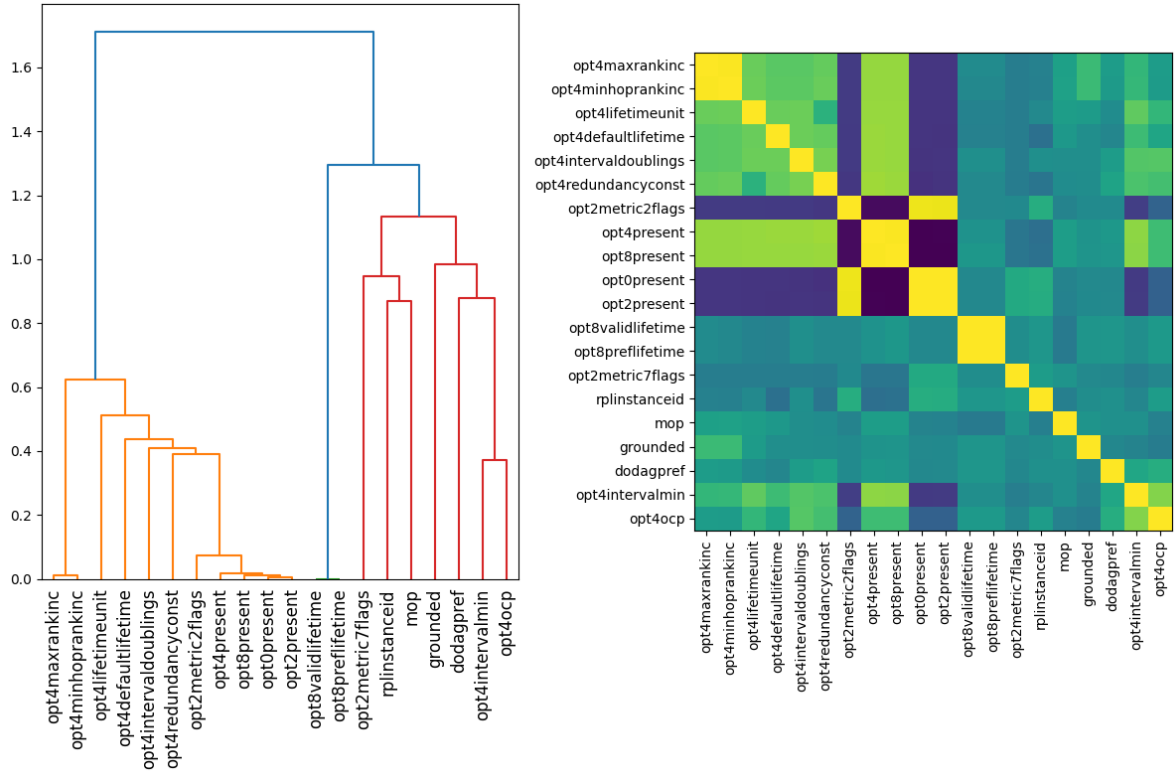 1.6
1.4
1.2
1.0
0.8
0.6
0.4
0.2
0.0
opt4maxrankinc
opt4minhoprankinc
opt4lifetimeunit
opt4defaultlifetime
opt4intervaldoublings
opt4redundancyconst
opt2metric2flags
opt4present
opt8present
opt0present
opt2present
opt8validlifetime
opt8preflifetime
opt2metric7flags
rplinstanceid
mop
grounded
dodagpref
opt4intervalmin
opt4ocp
opt4maxrankinc
opt4minhoprankinc
opt4lifetimeunit
opt4defaultlifetime
opt4intervaldoublings
opt4redundancyconst
opt2metric2flags
opt4present
opt8present
opt0present
opt2present
opt8validlifetime
opt8preflifetime
opt2metric7flags
rplinstanceid
mop
grounded
dodagpref
opt4intervalmin
opt4ocp
opt4maxrankinc
opt4minhoprankinc
opt4lifetimeunit
opt4defaultlifetime
opt4intervaldoublings
opt4redundancyconst
opt2metric2flags
opt4present
opt8present
opt0present
opt2present
opt8validlifetime
opt8preflifetime
opt2metric7flags
rplinstanceid
mop
grounded
dodagpref
opt4intervalmin
opt4ocp